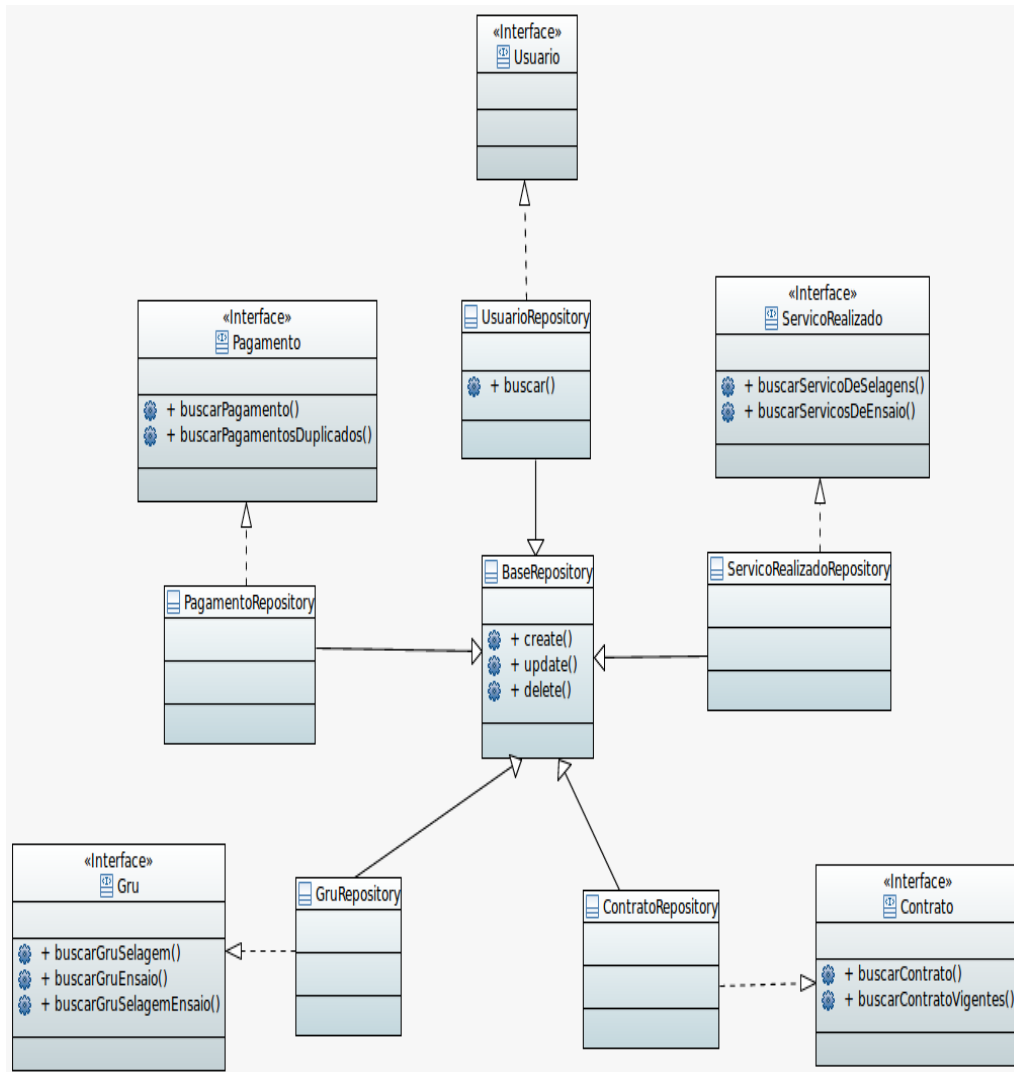 «Interface»
Usuario
UsuarioRepository
+ buscar()
«Interface»
Pagamento
+ buscarPagamento()
+ buscarPagamentosDuplicados()
«Interface»
ServicoRealizado
+ buscarServicoDeSelagens()
+ buscarServicosDeEnsaio()
PagamentoRepository
BaseRepository
+ create()
+ update()
+ delete()
ServicoRealizadoRepository
«Interface»
Gru
+ buscarGruSelagem()
+ buscarGruEnsaio()
+ buscarGruSelagemEnsaio()
GruRepository
ContratoRepository
«Interface»
Contrato
+ buscarContrato()
+ buscarContratoVigentes()